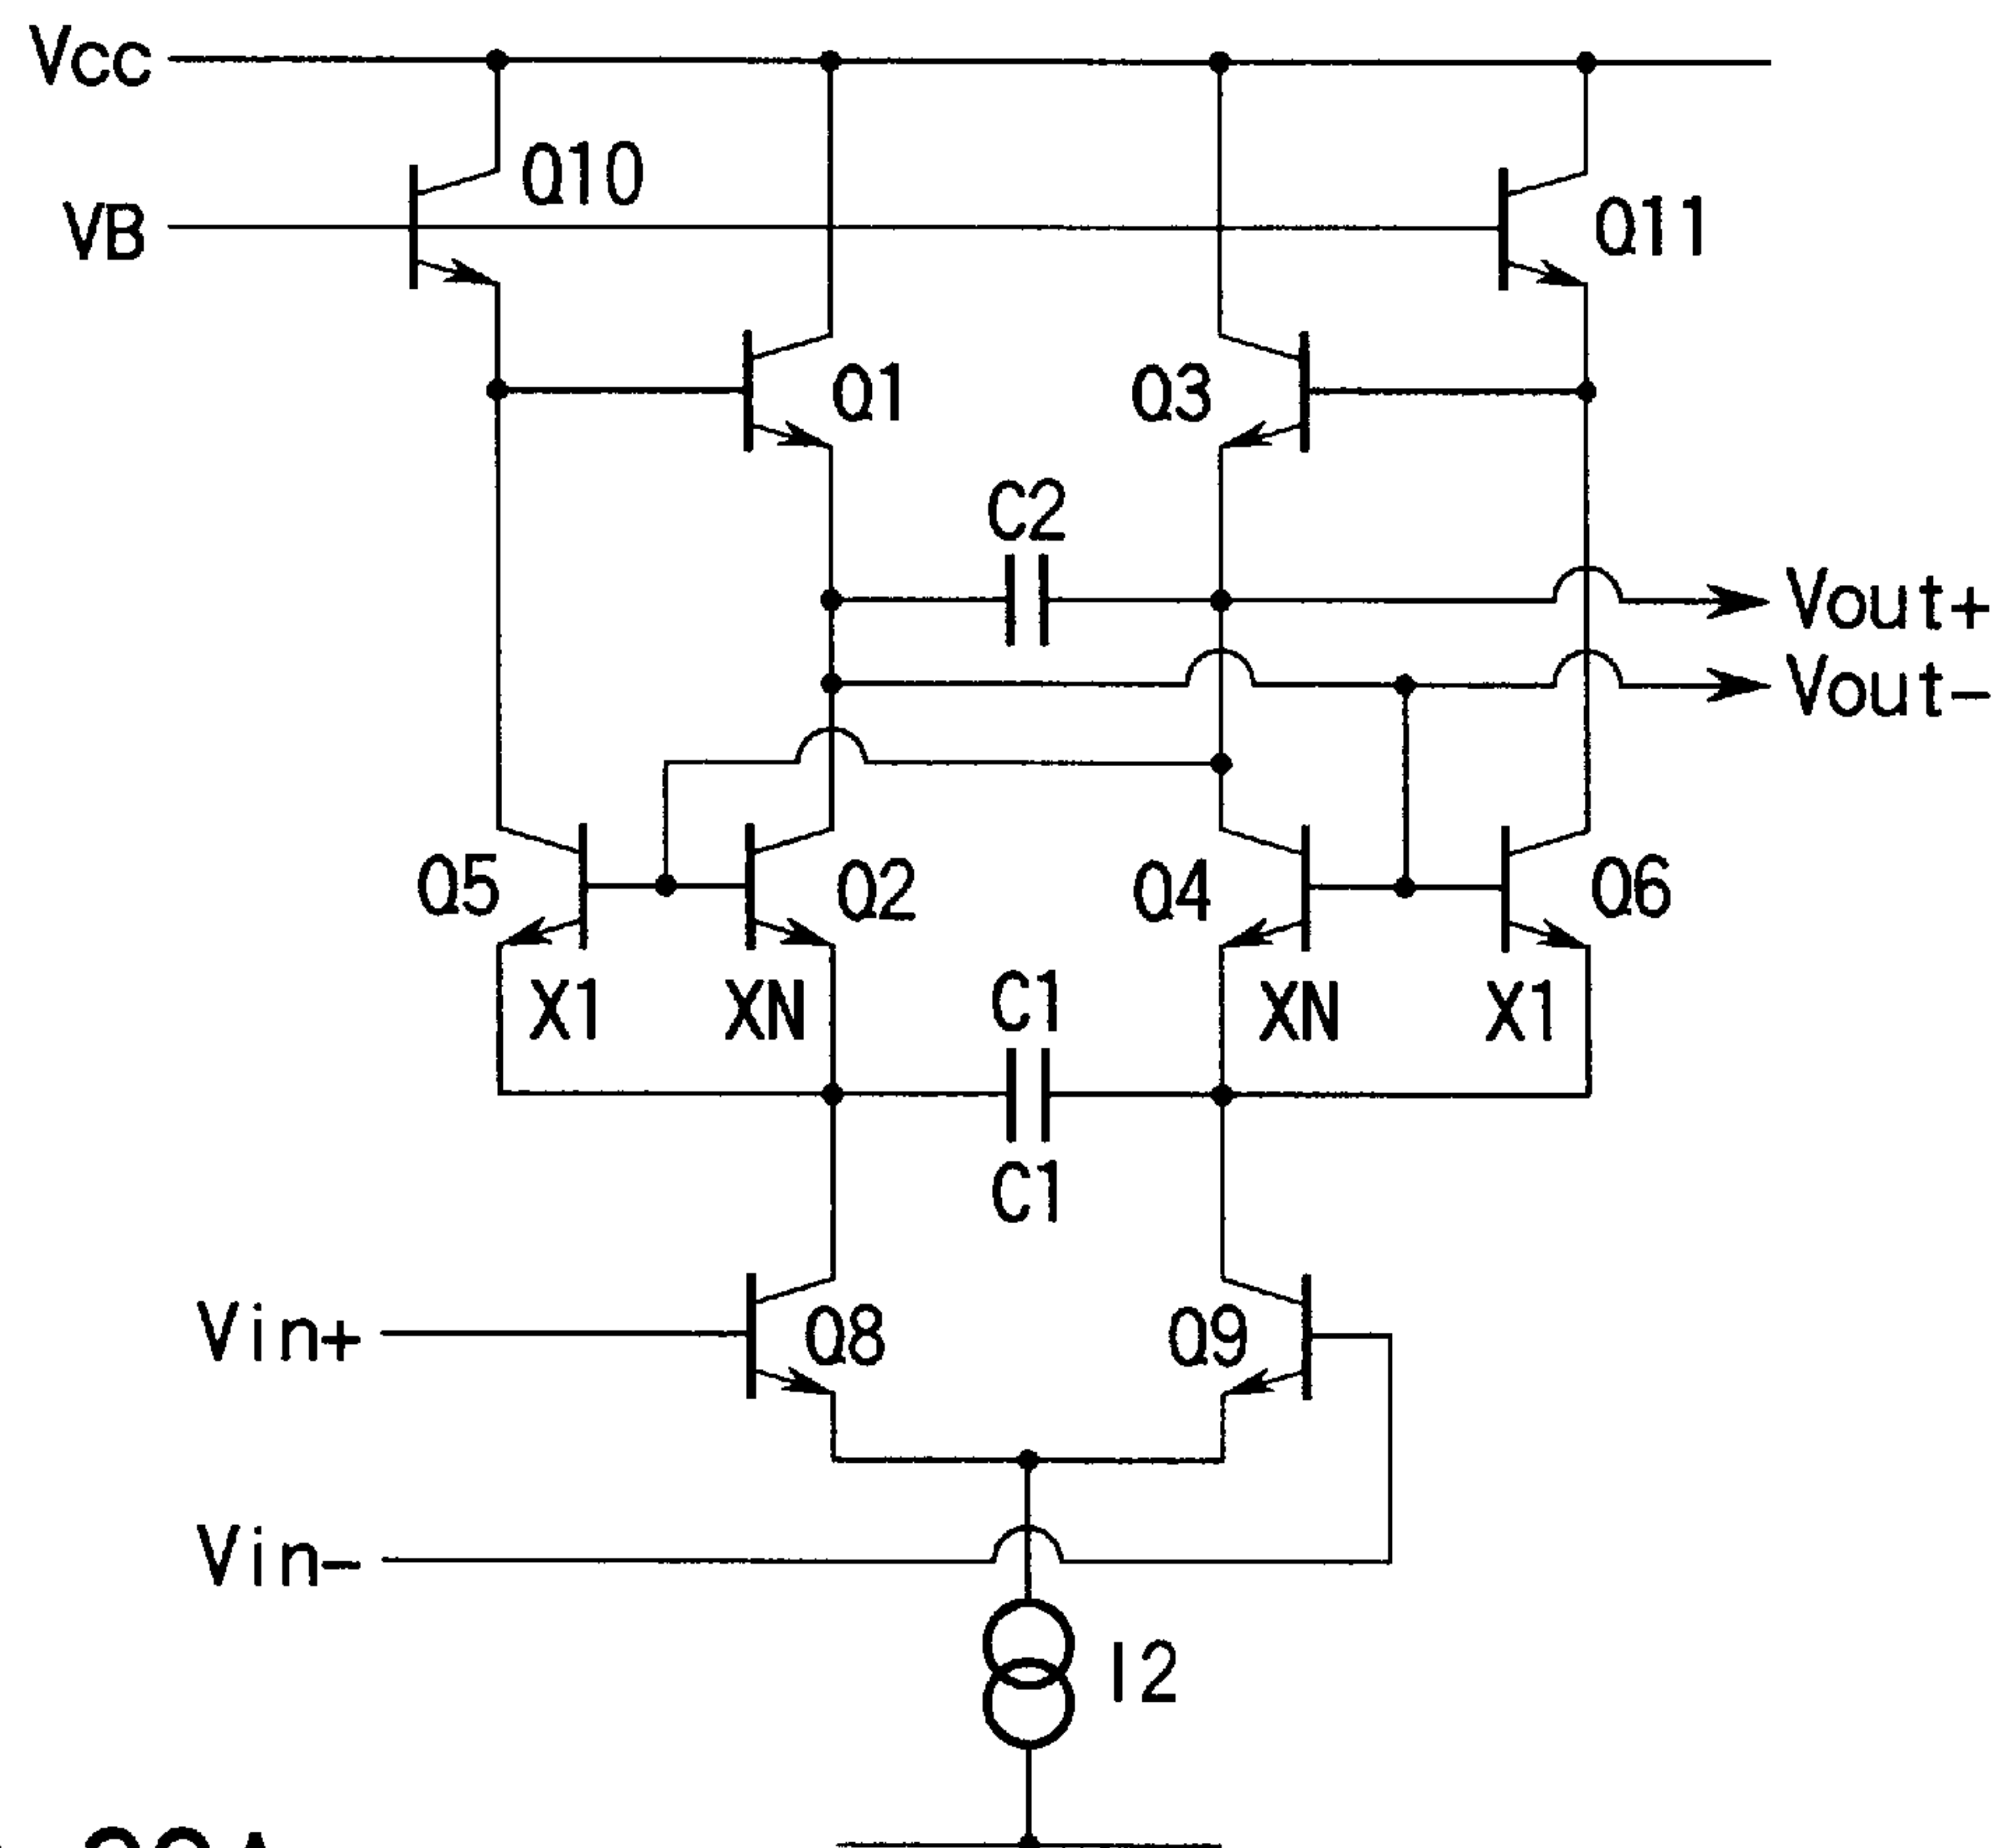 Vcc
Q10
VB
Q11
Q1
Q3
C2
Vout+
Vout-
Q5
Q2
Q4
Q6
X1
XN
C1
XN
X1
C1
Vin+
Q8
Q9
Vin-
I2